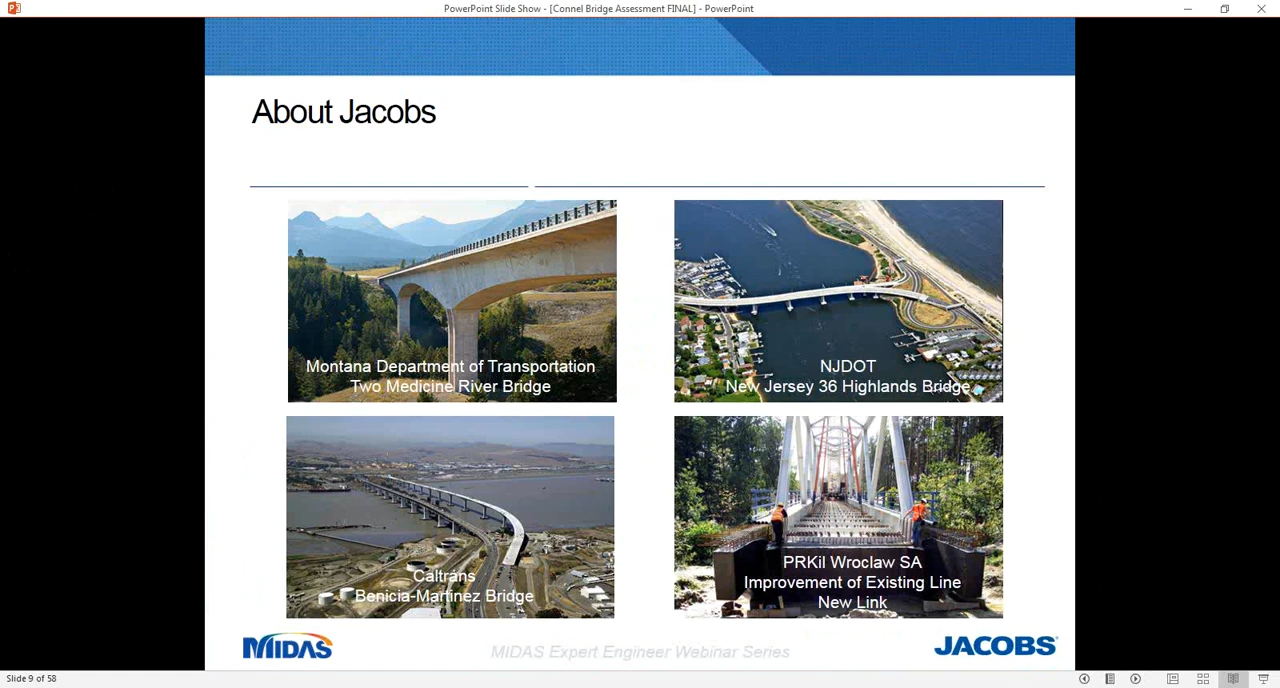 PowerPoint Slide Show - [Connel Bridge Assessment FINAL] - PowerPoint
About Jacobs
Montana Department of Transportation
Two Medicine River Bridge
NJDOT
New Jersey 36 Highlands Bridge
Caltrans
Benicia-Martinez Bridge
PRKil Wroclaw SA
Improvement of Existing Line
New Link
MIDAS
MIDAS Expert Engineer Webinar Series
JACOBS®
Slide 9 of 58